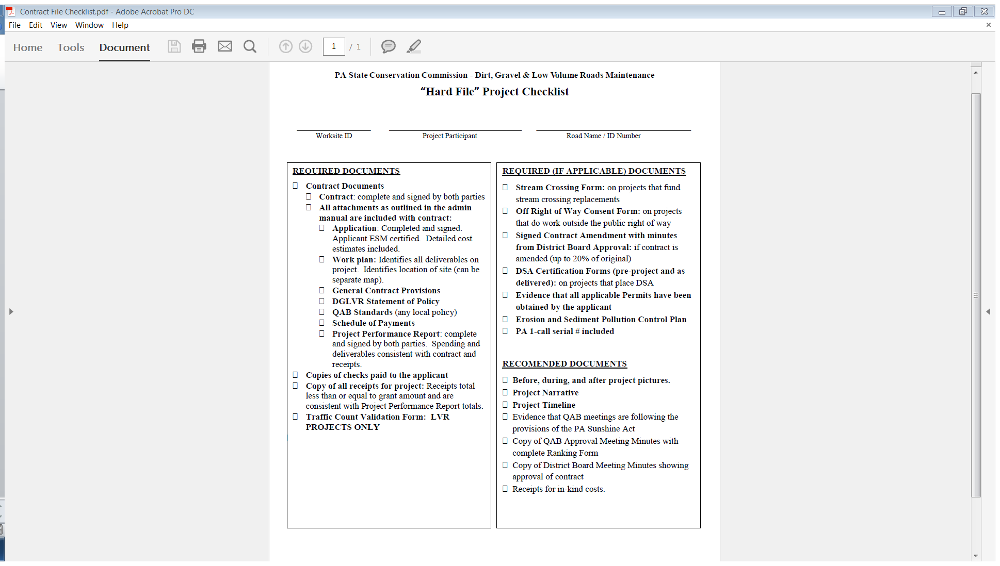 Contract File Checklist.pdf - Adobe Acrobat Pro DC
File Edit View Window Help
Home Tools Document 1 / 1
PA State Conservation Commission - Dirt, Gravel & Low Volume Roads Maintenance
“Hard File” Project Checklist
Worksite ID Project Participant Road Name / ID Number
REQUIRED DOCUMENTS
Contract Documents
Contract: complete and signed by both parties
All attachments as outlined in the admin
manual are included with contract:
Application: Completed and signed.
Applicant ESM certified. Detailed cost
estimates included.
Work plan: Identifies all deliverables on
project. Identifies location of site (can be
separate map).
General Contract Provisions
DGLVR Statement of Policy
QAB Standards (any local policy)
Schedule of Payments
Project Performance Report: complete
and signed by both parties. Spending and
deliverables consistent with contract and
receipts.
Copies of checks paid to the applicant
Copy of all receipts for project: Receipts total
less than or equal to grant amount and are
consistent with Project Performance Report totals.
Traffic Count Validation Form: LVR
PROJECTS ONLY
REQUIRED (IF APPLICABLE) DOCUMENTS
Stream Crossing Form: on projects that fund
stream crossing replacements
Off Right of Way Consent Form: on projects
that do work outside the public right of way
Signed Contract Amendment with minutes
from District Board Approval: if contract is
amended (up to 20% of original)
DSA Certification Forms (pre-project and as
delivered): on projects that place DSA
Evidence that all applicable Permits have been
obtained by the applicant
Erosion and Sediment Pollution Control Plan
PA 1-call serial # included
RECOMENDED DOCUMENTS
Before, during, and after project pictures.
Project Narrative
Project Timeline
Evidence that QAB meetings are following the
provisions of the PA Sunshine Act
Copy of QAB Approval Meeting Minutes with
complete Ranking Form
Copy of District Board Meeting Minutes showing
approval of contract
Receipts for in-kind costs.